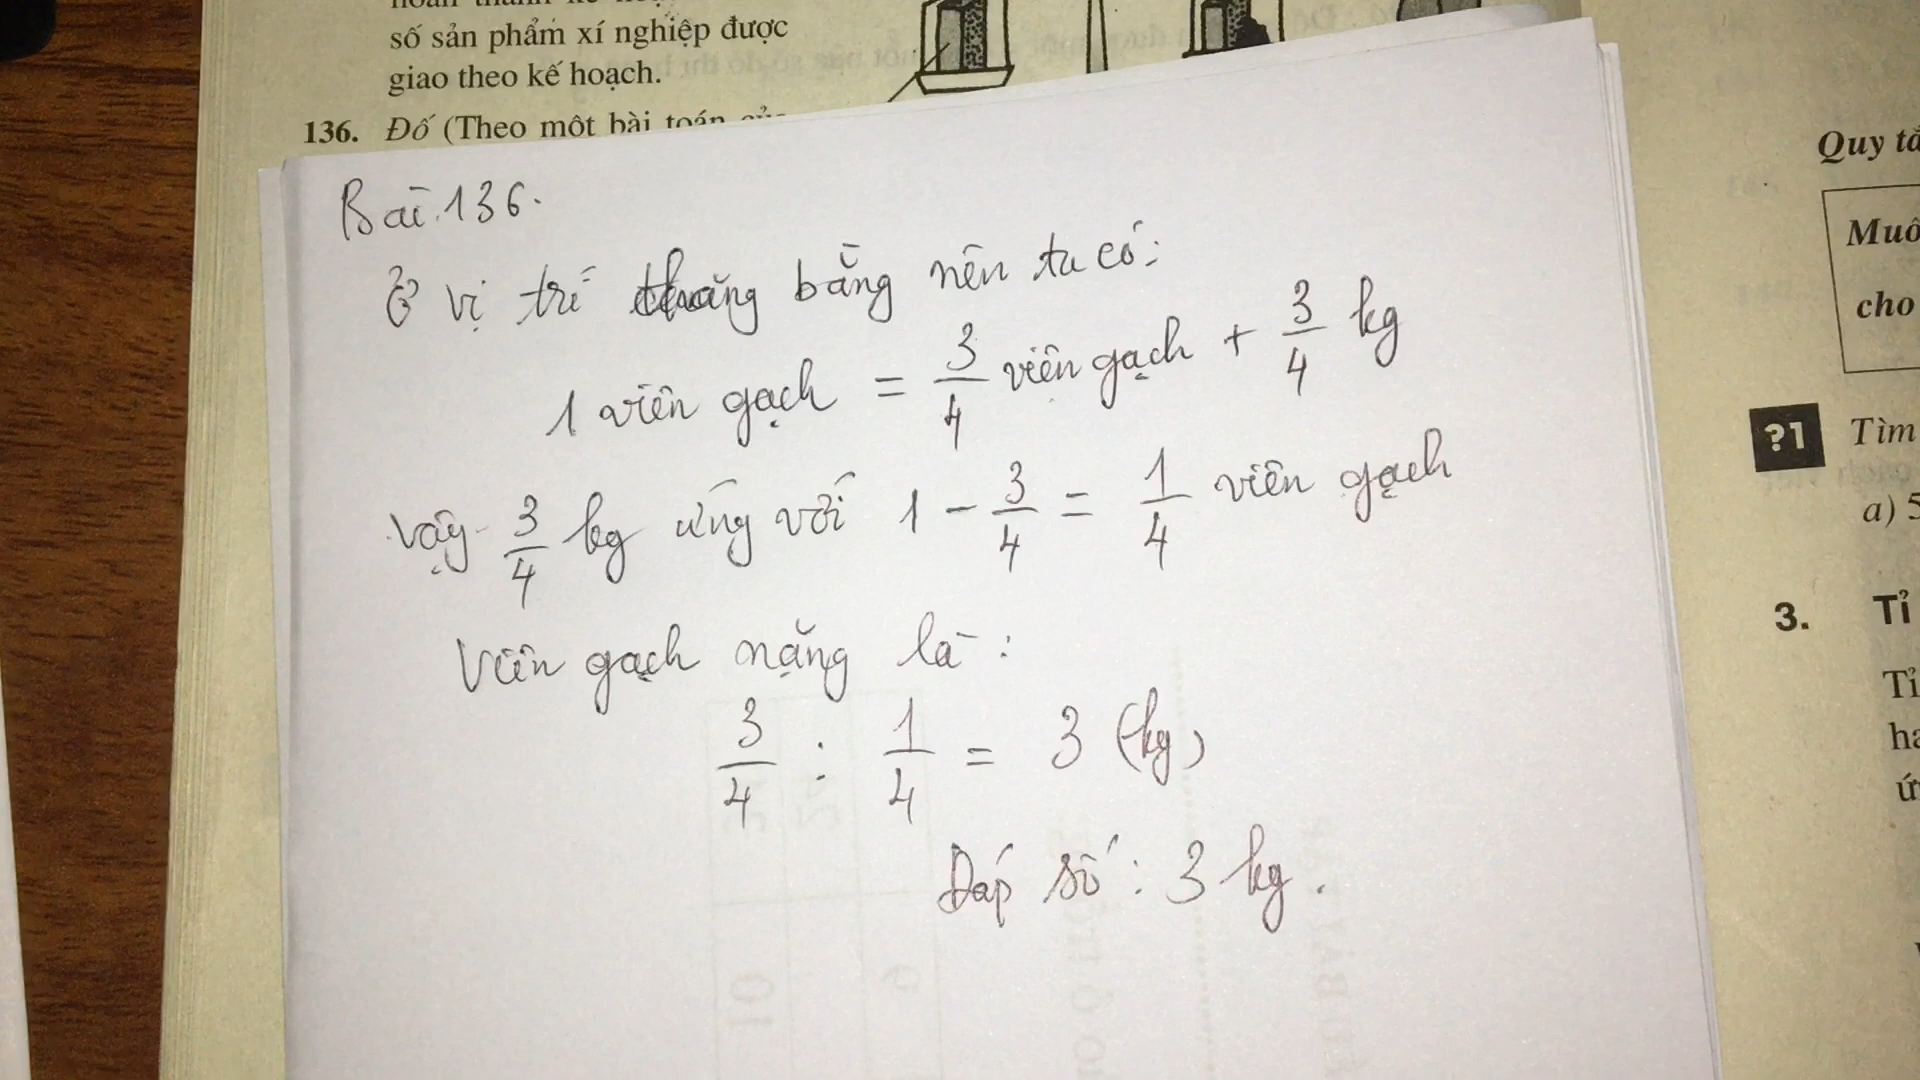 số sản phẩm xí nghiệp được
giao theo kế hoạch.
136. Đố (Theo một bài toán của
Bài 136.
Ở vị trí thăng bằng nên ta có:
1 viên gạch = 3/4 viên gạch + 3/4 kg
Vậy 3/4 kg ứng với 1 - 3/4 = 1/4 viên gạch
Viên gạch nặng là:
3/4 : 1/4 = 3 (kg)
Đáp số: 3 kg.
Quy tắ
Muố
cho
?1 Tìm
a) 5
3. Tỉ
Tỉ
ha
ứ